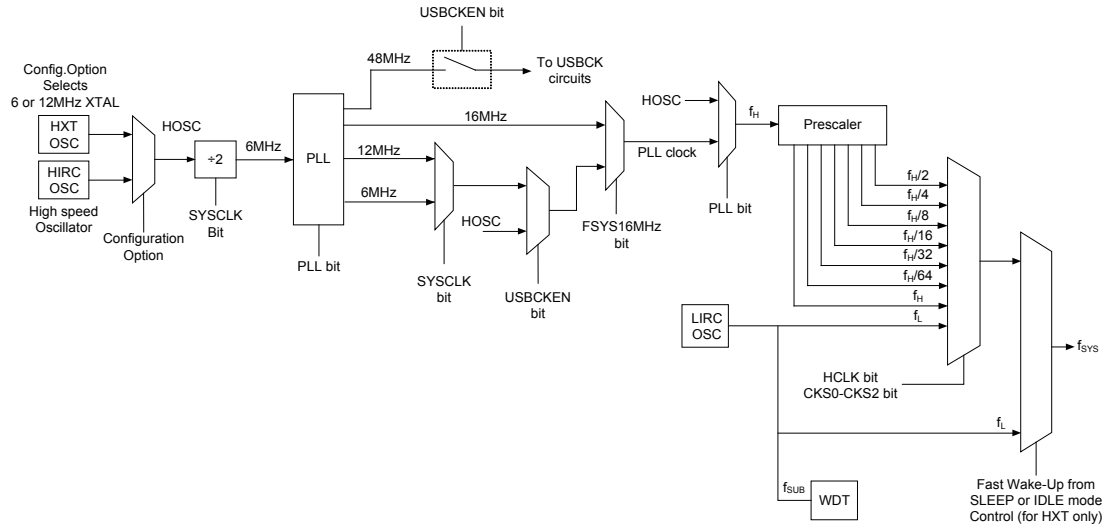 USBCKEN bit
48MHz
To USBCK
circuits
Config.Option
Selects
6 or 12MHz XTAL
HXT
OSC
HOSC
HIRC
OSC
High speed
Oscillator
Configuration
Option
÷2
SYSCLK
Bit
6MHz
PLL
PLL bit
16MHz
12MHz
6MHz
SYSCLK
bit
HOSC
USBCKEN
bit
FSYS16MHz
bit
PLL clock
HOSC
PLL bit
fH
Prescaler
fH/2
fH/4
fH/8
fH/16
fH/32
fH/64
fH
LIRC
OSC
fL
HCLK bit
CKS0-CKS2 bit
fSYS
fL
fSUB
WDT
Fast Wake-Up from
SLEEP or IDLE mode
Control (for HXT only)